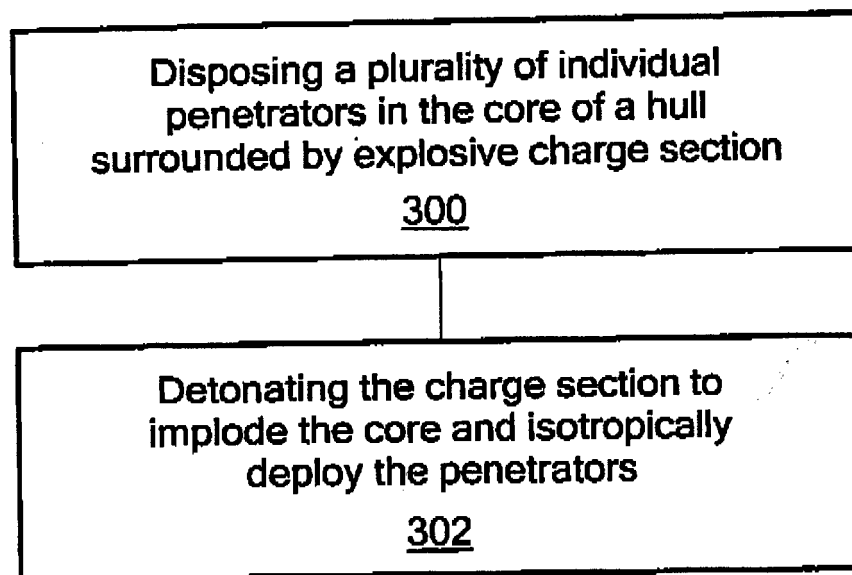 Disposing a plurality of individual
penetrators in the core of a hull
surrounded by explosive charge section
300
Detonating the charge section to
implode the core and isotropically
deploy the penetrators
302